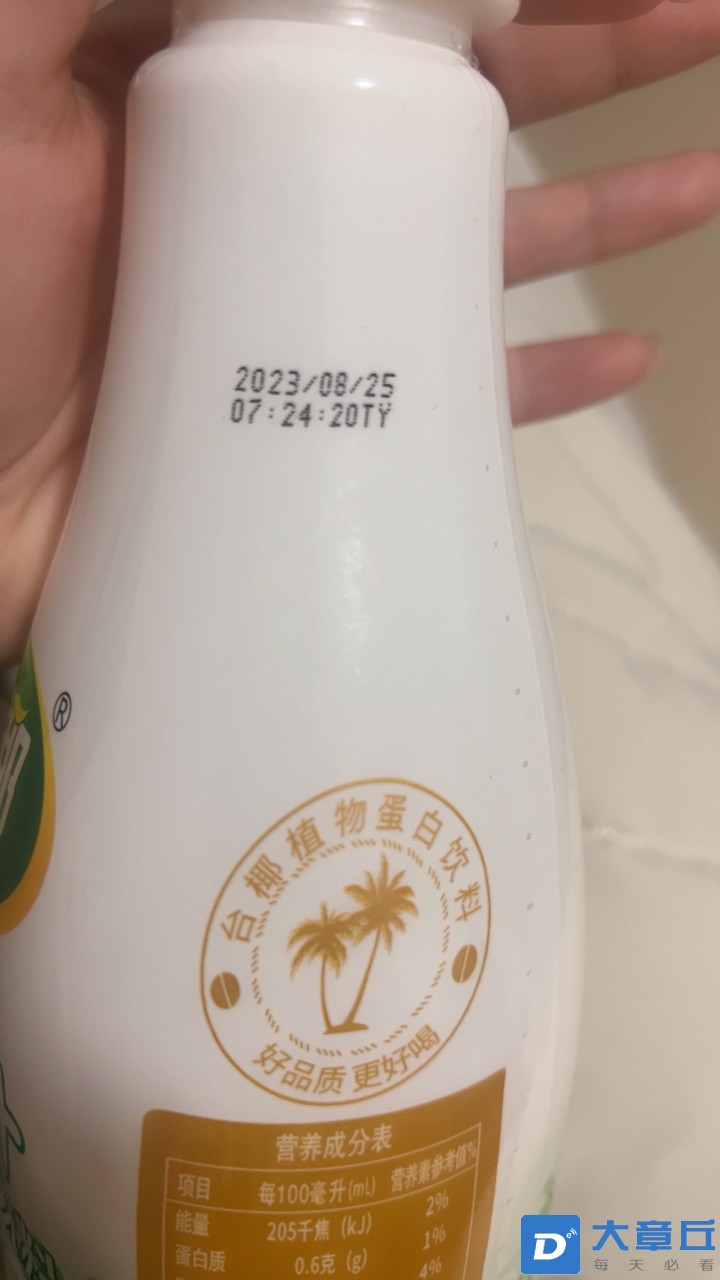 2023/08/25
07:24:20TY
®
台椰植物蛋白饮料
好品质 更好喝
营养成分表
项目 每100毫升(mL) 营养素参考值%
能量 205千焦 (kJ) 2%
蛋白质 0.6克 (g) 1%
4%
大章丘
每天必看